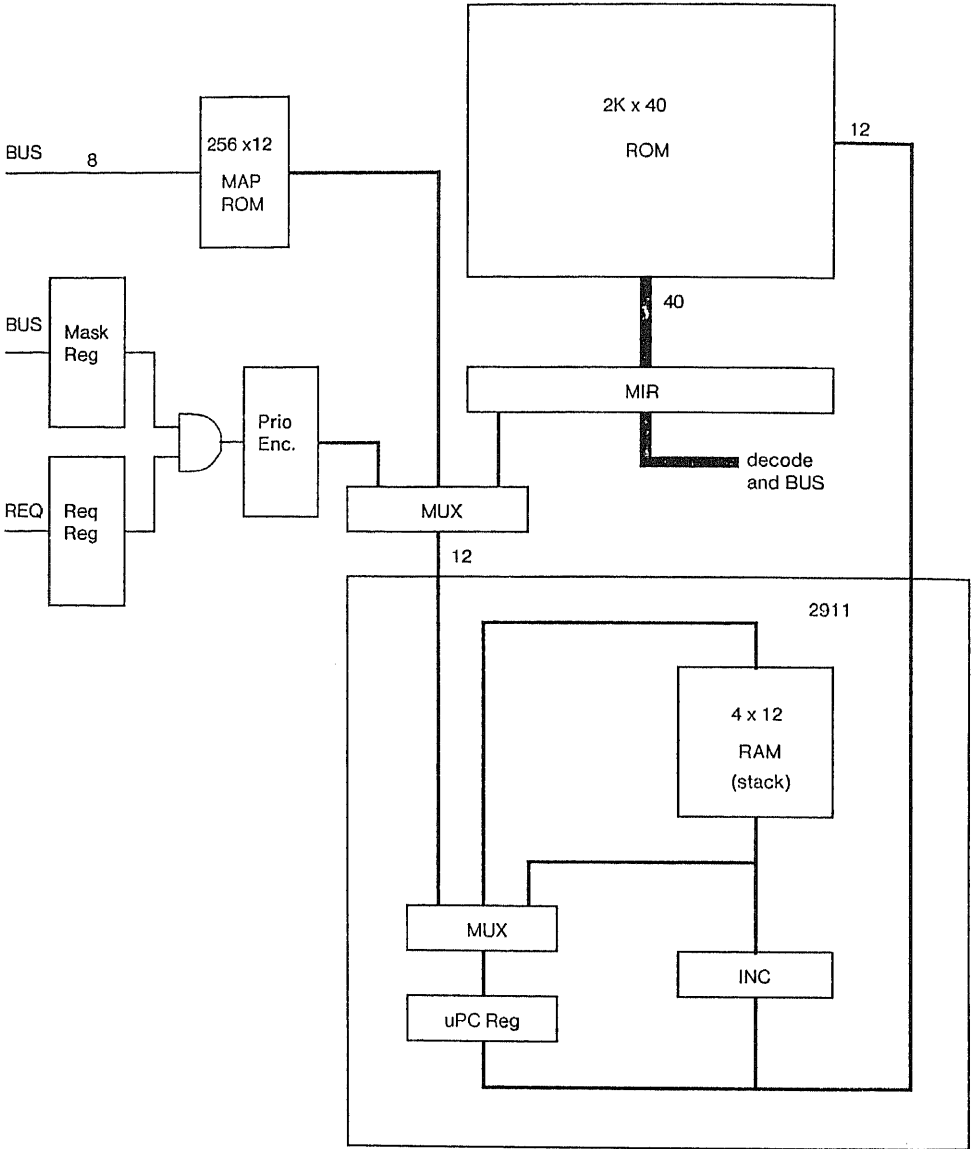 2K x 40
ROM
12
BUS
8
256 x12
MAP
ROM
40
BUS
Mask
Reg
MIR
Prio
Enc.
decode
and BUS
REQ
Req
Reg
MUX
12
2911
4 x 12
RAM
(stack)
MUX
INC
uPC Reg